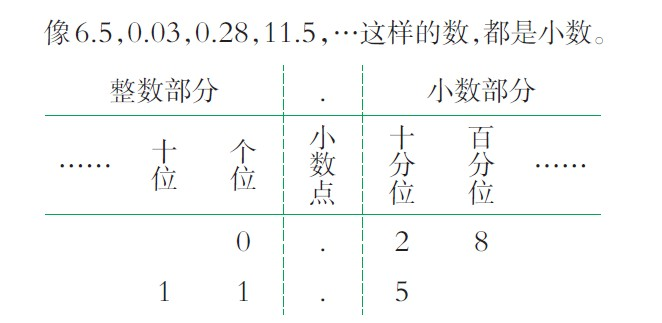 像6.5,0.03,0.28,11.5,…这样的数,都是小数。
整数部分 . 小数部分
…… 十位 个位 小数点 十分位 百分位 ……
0 . 2 8
1 1 . 5